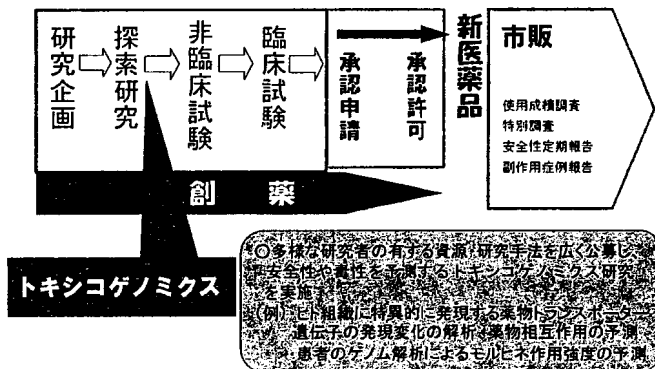 研究企画
探索研究
非臨床試験
臨床試験
承認申請
承認許可
新医薬品
市販
使用成績調査
特別調査
安全性定期報告
副作用症例報告
創薬
トキシコゲノミクス
○多様な研究者の有する資源・研究手法を広く公募し
安全性や毒性を予測するトキシコゲノミクス研究
を実施
(例)ヒト組織に特異的に発現する薬物トランスポーター
遺伝子の発現変化の解析・薬物相互作用の予測
患者のゲノム解析によるモルヒネ作用強度の予測